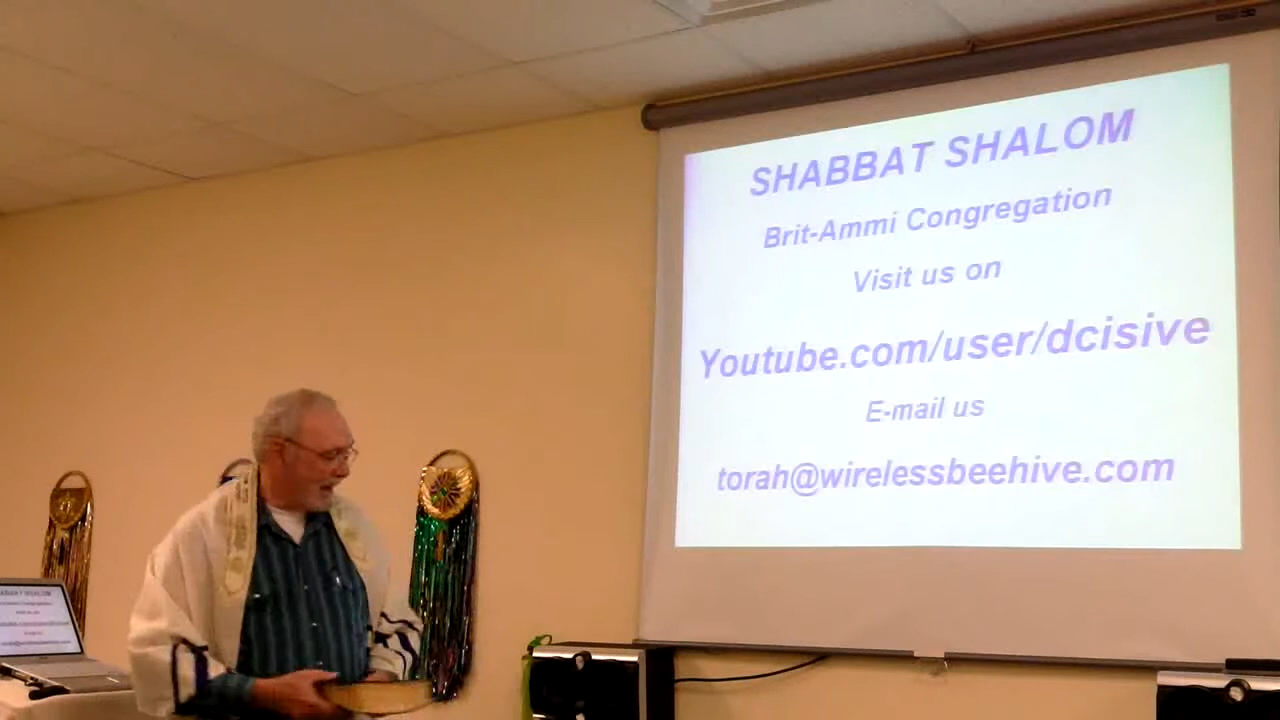 SHABBAT SHALOM
Brit-Ammi Congregation
Visit us on
Youtube.com/user/dcisive
E-mail us
torah@wirelessbeehive.com